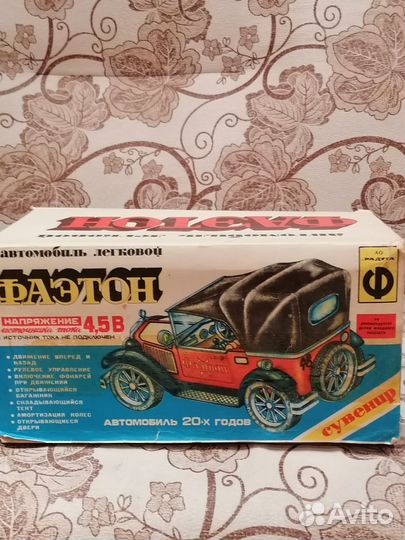 ФАЭТОН
автомобиль легковой
ФАЭТОН
НАПРЯЖЕНИЕ
источника тока 4,5 В
ИСТОЧНИК ТОКА НЕ ПОДКЛЮЧЕН
• ДВИЖЕНИЕ ВПЕРЕД И
НАЗАД
• РУЛЕВОЕ УПРАВЛЕНИЕ
• ВКЛЮЧЕНИЕ ФОНАРЕЙ
ПРИ ДВИЖЕНИИ
• ОТКРЫВАЮЩИЙСЯ
БАГАЖНИК
• СКЛАДЫВАЮЩИЙСЯ
ТЕНТ
• АМОРТИЗАЦИЯ КОЛЕС
• ОТКРЫВАЮЩИЕСЯ
ДВЕРИ
АВТОМОБИЛЬ 20-х ГОДОВ
АО
РАДУГА
Ф
сувенир
Avito